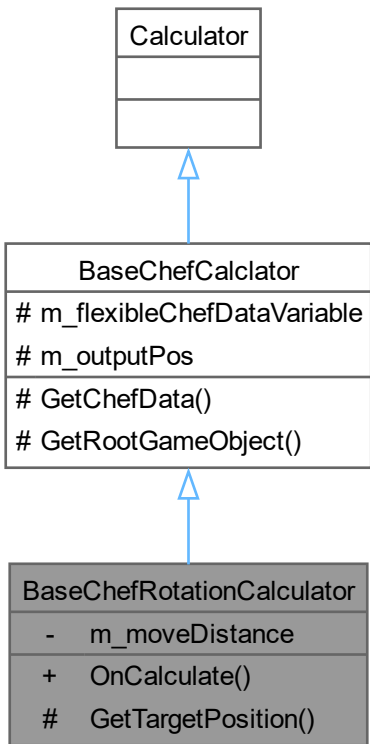 Calculator
BaseChefCalclator
# m_flexibleChefDataVariable
# m_outputPos
# GetChefData()
# GetRootGameObject()
BaseChefRotationCalculator
- m_moveDistance
+ OnCalculate()
# GetTargetPosition()